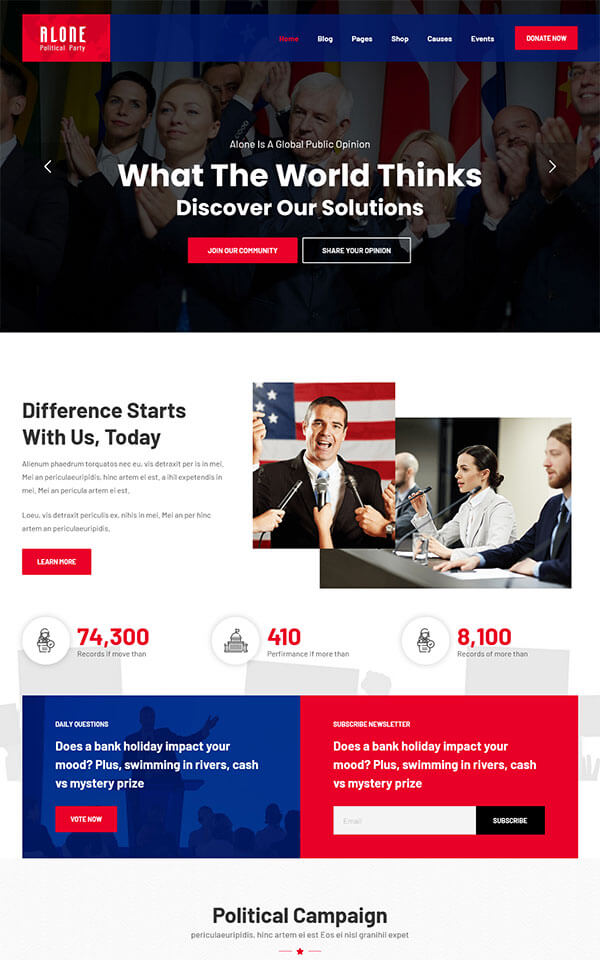 ALONE
Political Party
Home Blog Pages Shop Causes Events DONATE NOW
Alone Is A Global Public Opinion
What The World Thinks
Discover Our Solutions
JOIN OUR COMMUNITY SHARE YOUR OPINION
Difference Starts
With Us, Today
Alienum phaedrum torquatos nec eu, vis detraxit per is in mei.
Mei an periculaeuripidis, hinc artem ei est, a ihil expetendis in
mei. Mei an pericula artem ei est.
Loeu, vis detraxit periculis ex, nihis in mei. Mei an per hinc
artem an periculaeuripidis.
LEARN MORE
74,300
Records if move than
410
Perfirmance if more than
8,100
Records of more than
DAILY QUESTIONS
Does a bank holiday impact your
mood? Plus, swimming in rivers, cash
vs mystery prize
VOTE NOW
SUBSCRIBE NEWSLETTER
Does a bank holiday impact your
mood? Plus, swimming in rivers, cash
vs mystery prize
Email SUBSCRIBE
Political Campaign
periculaeuripidis, hinc artem ei est Eos ei nisl granihil expet